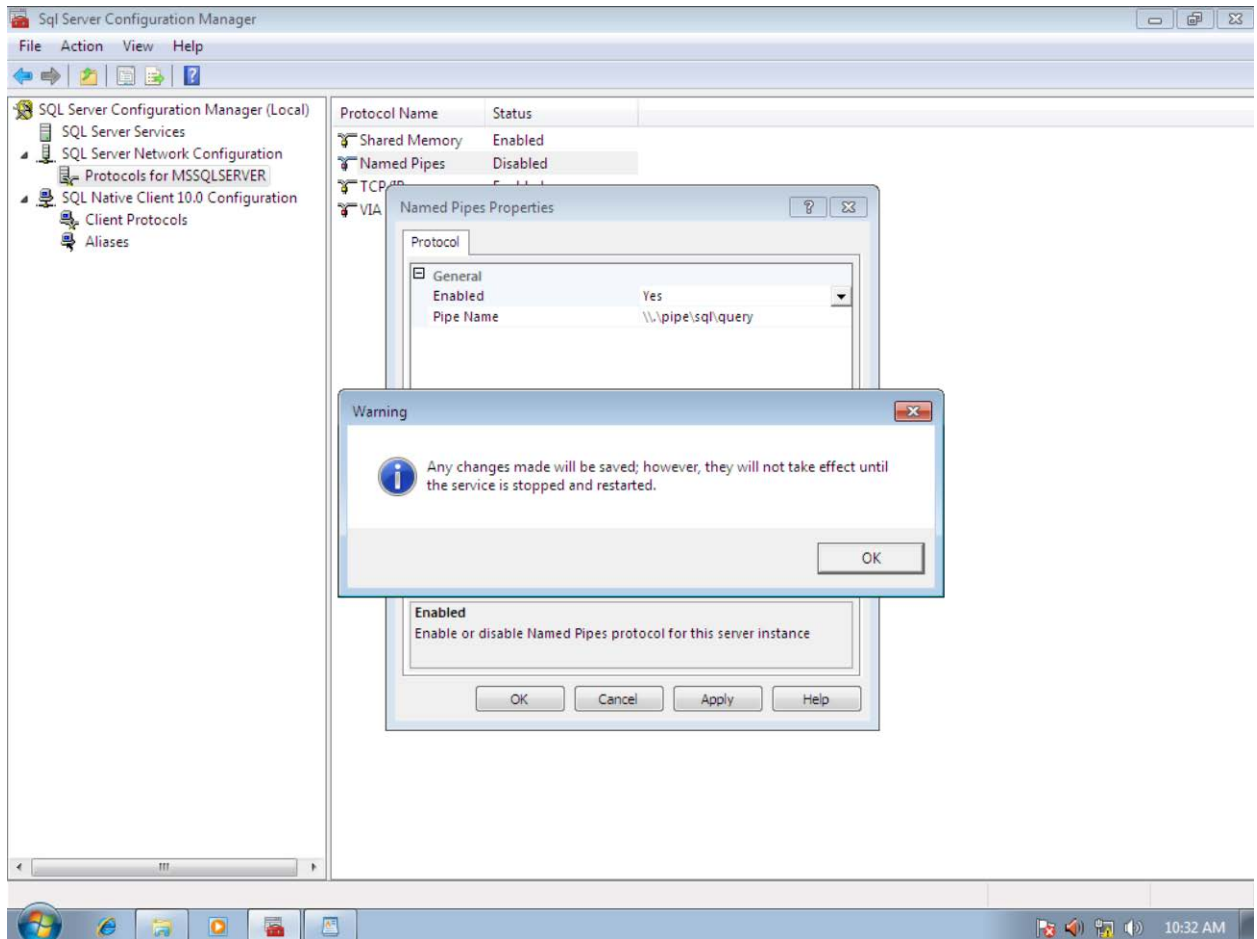 Sql Server Configuration Manager
File Action View Help
SQL Server Configuration Manager (Local)
SQL Server Services
SQL Server Network Configuration
Protocols for MSSQLSERVER
SQL Native Client 10.0 Configuration
Client Protocols
Aliases
Protocol Name Status
Shared Memory Enabled
Named Pipes Disabled
TCP/IP
VIA
Named Pipes Properties
Protocol
General
Enabled Yes
Pipe Name \\.\pipe\sql\query
Warning
Any changes made will be saved; however, they will not take effect until
the service is stopped and restarted.
OK
Enabled
Enable or disable Named Pipes protocol for this server instance
OK Cancel Apply Help
10:32 AM